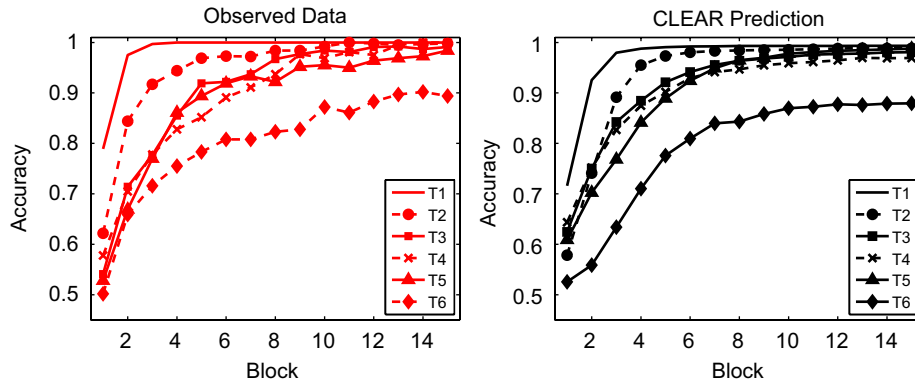 Observed Data
1
0.9
0.8
0.7
0.6
0.5
Accuracy
2 4 6 8 10 12 14
Block
T1
T2
T3
T4
T5
T6
CLEAR Prediction
1
0.9
0.8
0.7
0.6
0.5
Accuracy
2 4 6 8 10 12 14
Block
T1
T2
T3
T4
T5
T6